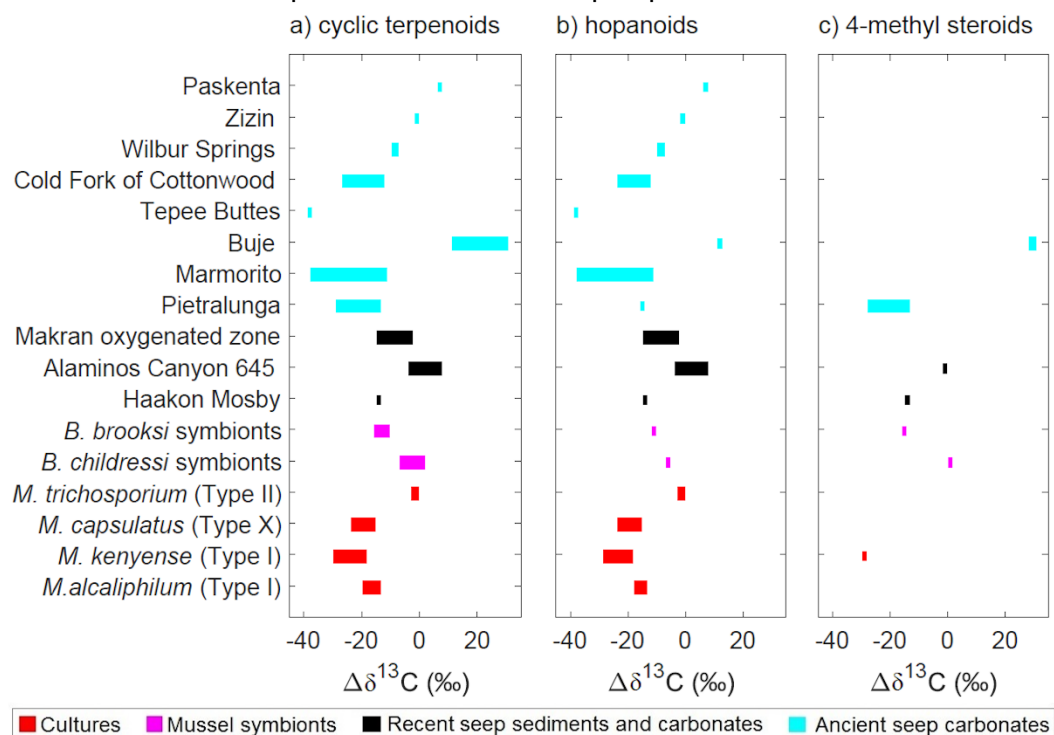 a) cyclic terpenoids b) hopanoids c) 4-methyl steroids
Paskenta
Zizin
Wilbur Springs
Cold Fork of Cottonwood
Tepee Buttes
Buje
Marmorito
Pietralunga
Makran oxygenated zone
Alaminos Canyon 645
Haakon Mosby
B. brooksi symbionts
B. childressi symbionts
M. trichosporium (Type II)
M. capsulatus (Type X)
M. kenyense (Type I)
M.alcaliphilum (Type I)
-40 -20 0 20 -40 -20 0 20 -40 -20 0 20
Δδ¹³C (‰) Δδ¹³C (‰) Δδ¹³C (‰)
Cultures Mussel symbionts Recent seep sediments and carbonates Ancient seep carbonates